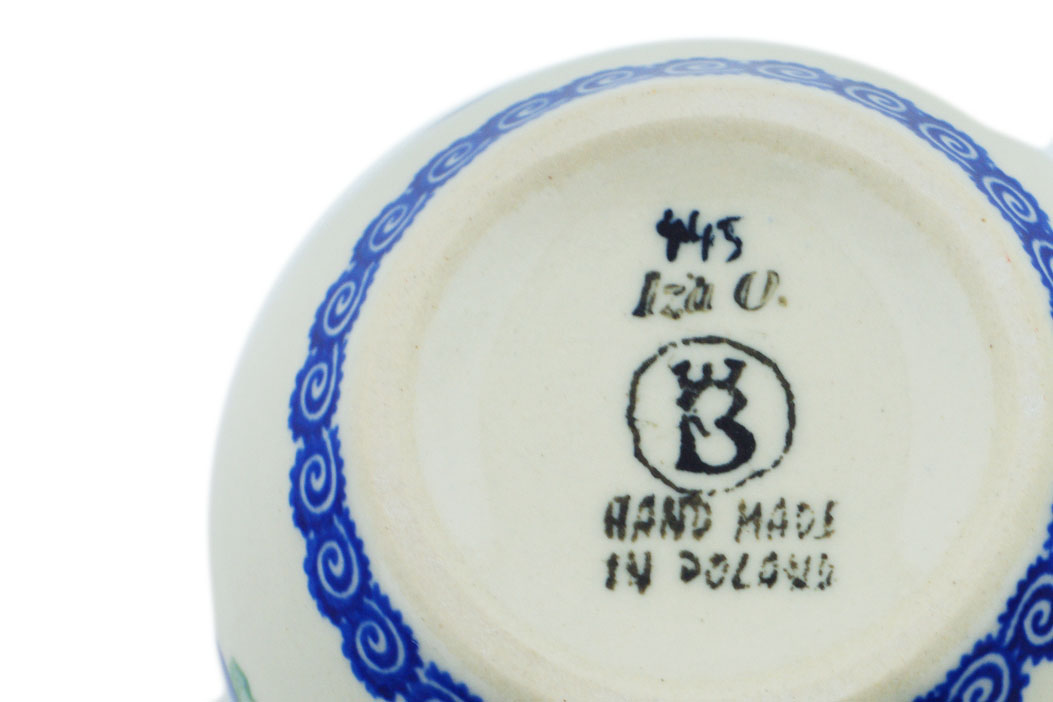 445
Iza O.
B
HAND MADE
IN POLAND